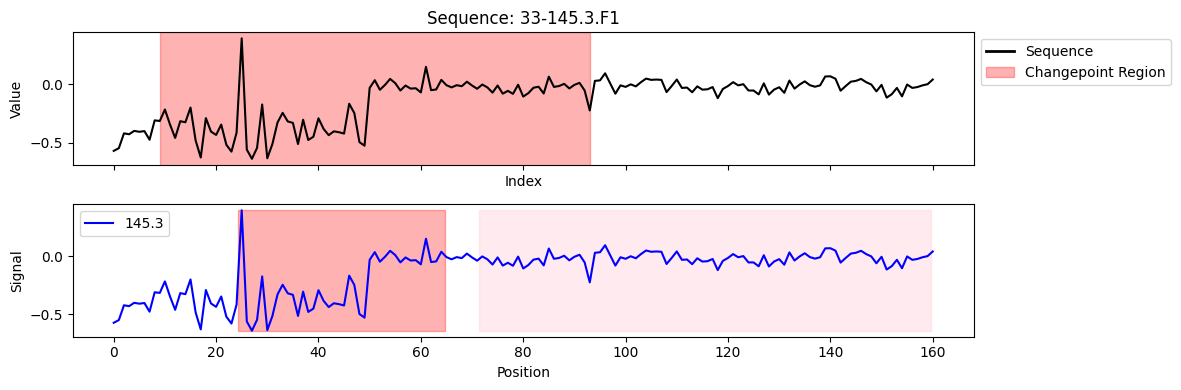 Sequence: 33-145.3.F1
Value
0.0
−0.5
Sequence
Changepoint Region
Index
Signal
0.0
−0.5
145.3
0 20 40 60 80 100 120 140 160
Position